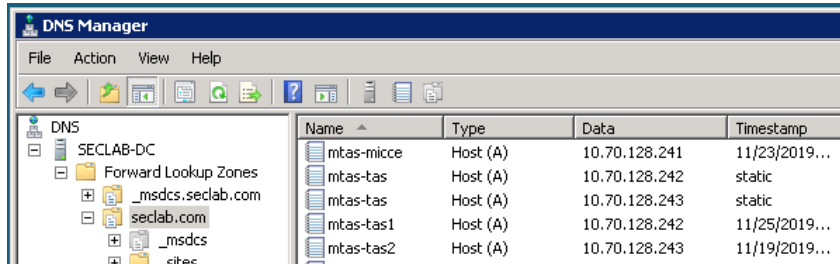 DNS Manager
File Action View Help
DNS
SECLAB-DC
Forward Lookup Zones
_msdcs.seclab.com
seclab.com
_msdcs
_sites
Name Type Data Timestamp
mtas-micce Host (A) 10.70.128.241 11/23/2019...
mtas-tas Host (A) 10.70.128.242 static
mtas-tas Host (A) 10.70.128.243 static
mtas-tas1 Host (A) 10.70.128.242 11/25/2019...
mtas-tas2 Host (A) 10.70.128.243 11/19/2019...